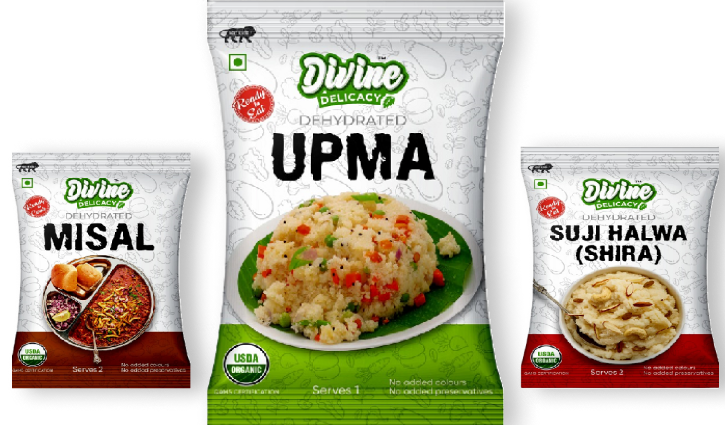 Divine
DELICACY
Ready
to
DEHYDRATED
MISAL
USDA
ORGANIC
Serves 2
No added colours
No added preservatives
Divine
DELICACY
Ready
to
Eat
DEHYDRATED
UPMA
USDA
ORGANIC
Serves 1
No added colours
No added preservatives
Divine
DELICACY
Ready
to
Eat
DEHYDRATED
SUJI HALWA
(SHIRA)
USDA
ORGANIC
Serves 2
No added colours
No added preservatives